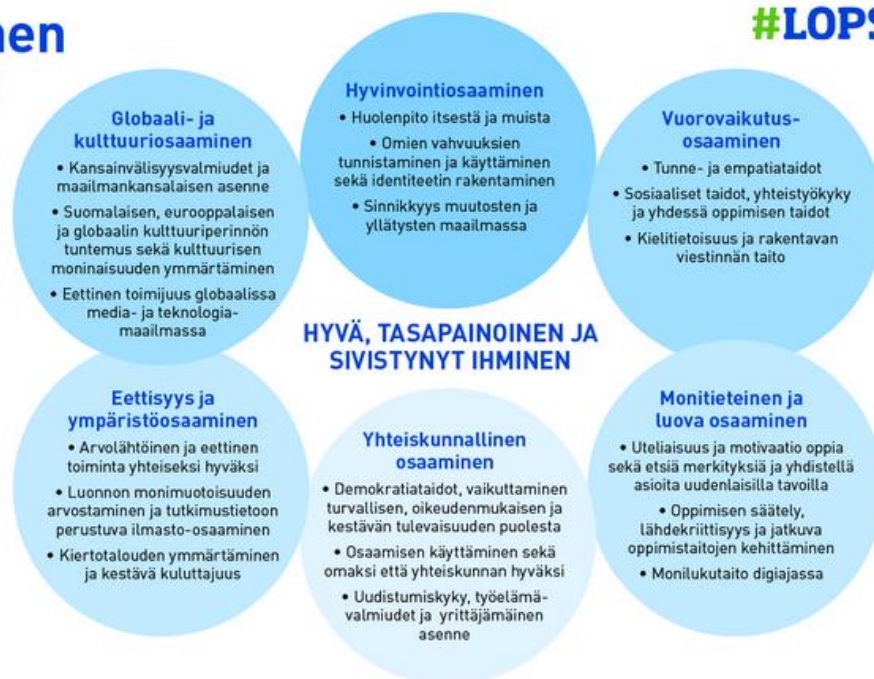 #LOPS
Globaali- ja
kulttuuriosaaminen
• Kansainvälisyysvalmiudet ja
maailmankansalaisen asenne
• Suomalaisen, eurooppalaisen
ja globaalin kulttuuriperinnön
tuntemus sekä kulttuurisen
moninaisuuden ymmärtäminen
• Eettinen toimijuus globaalissa
media- ja teknologia-
maailmassa
Hyvinvointiosaaminen
• Huolenpito itsestä ja muista
• Omien vahvuuksien
tunnistaminen ja käyttäminen
sekä identiteetin rakentaminen
• Sinnikkyys muutosten ja
yllätysten maailmassa
Vuorovaikutus-
osaaminen
• Tunne- ja empatiataidot
• Sosiaaliset taidot, yhteistyökyky
ja yhdessä oppimisen taidot
• Kielitietoisuus ja rakentavan
viestinnän taito
HYVÄ, TASAPAINOINEN JA
SIVISTYNYT IHMINEN
Eettisyys ja
ympäristöosaaminen
• Arvolähtöinen ja eettinen
toiminta yhteiseksi hyväksi
• Luonnon monimuotoisuuden
arvostaminen ja tutkimustietoon
perustuva ilmasto-osaaminen
• Kiertotalouden ymmärtäminen
ja kestävä kuluttajuus
Yhteiskunnallinen
osaaminen
• Demokratiataidot, vaikuttaminen
turvallisen, oikeudenmukaisen ja
kestävän tulevaisuuden puolesta
• Osaamisen käyttäminen sekä
omaksi että yhteiskunnan hyväksi
• Uudistumiskyky, työelämä-
valmiudet ja yrittäjämäinen
asenne
Monitieteinen ja
luova osaaminen
• Uteliaisuus ja motivaatio oppia
sekä etsiä merkityksiä ja yhdistellä
asioita uudenlaisilla tavoilla
• Oppimisen säätely,
lähdekriittisyys ja jatkuva
oppimistaitojen kehittäminen
• Monilukutaito digiajassa